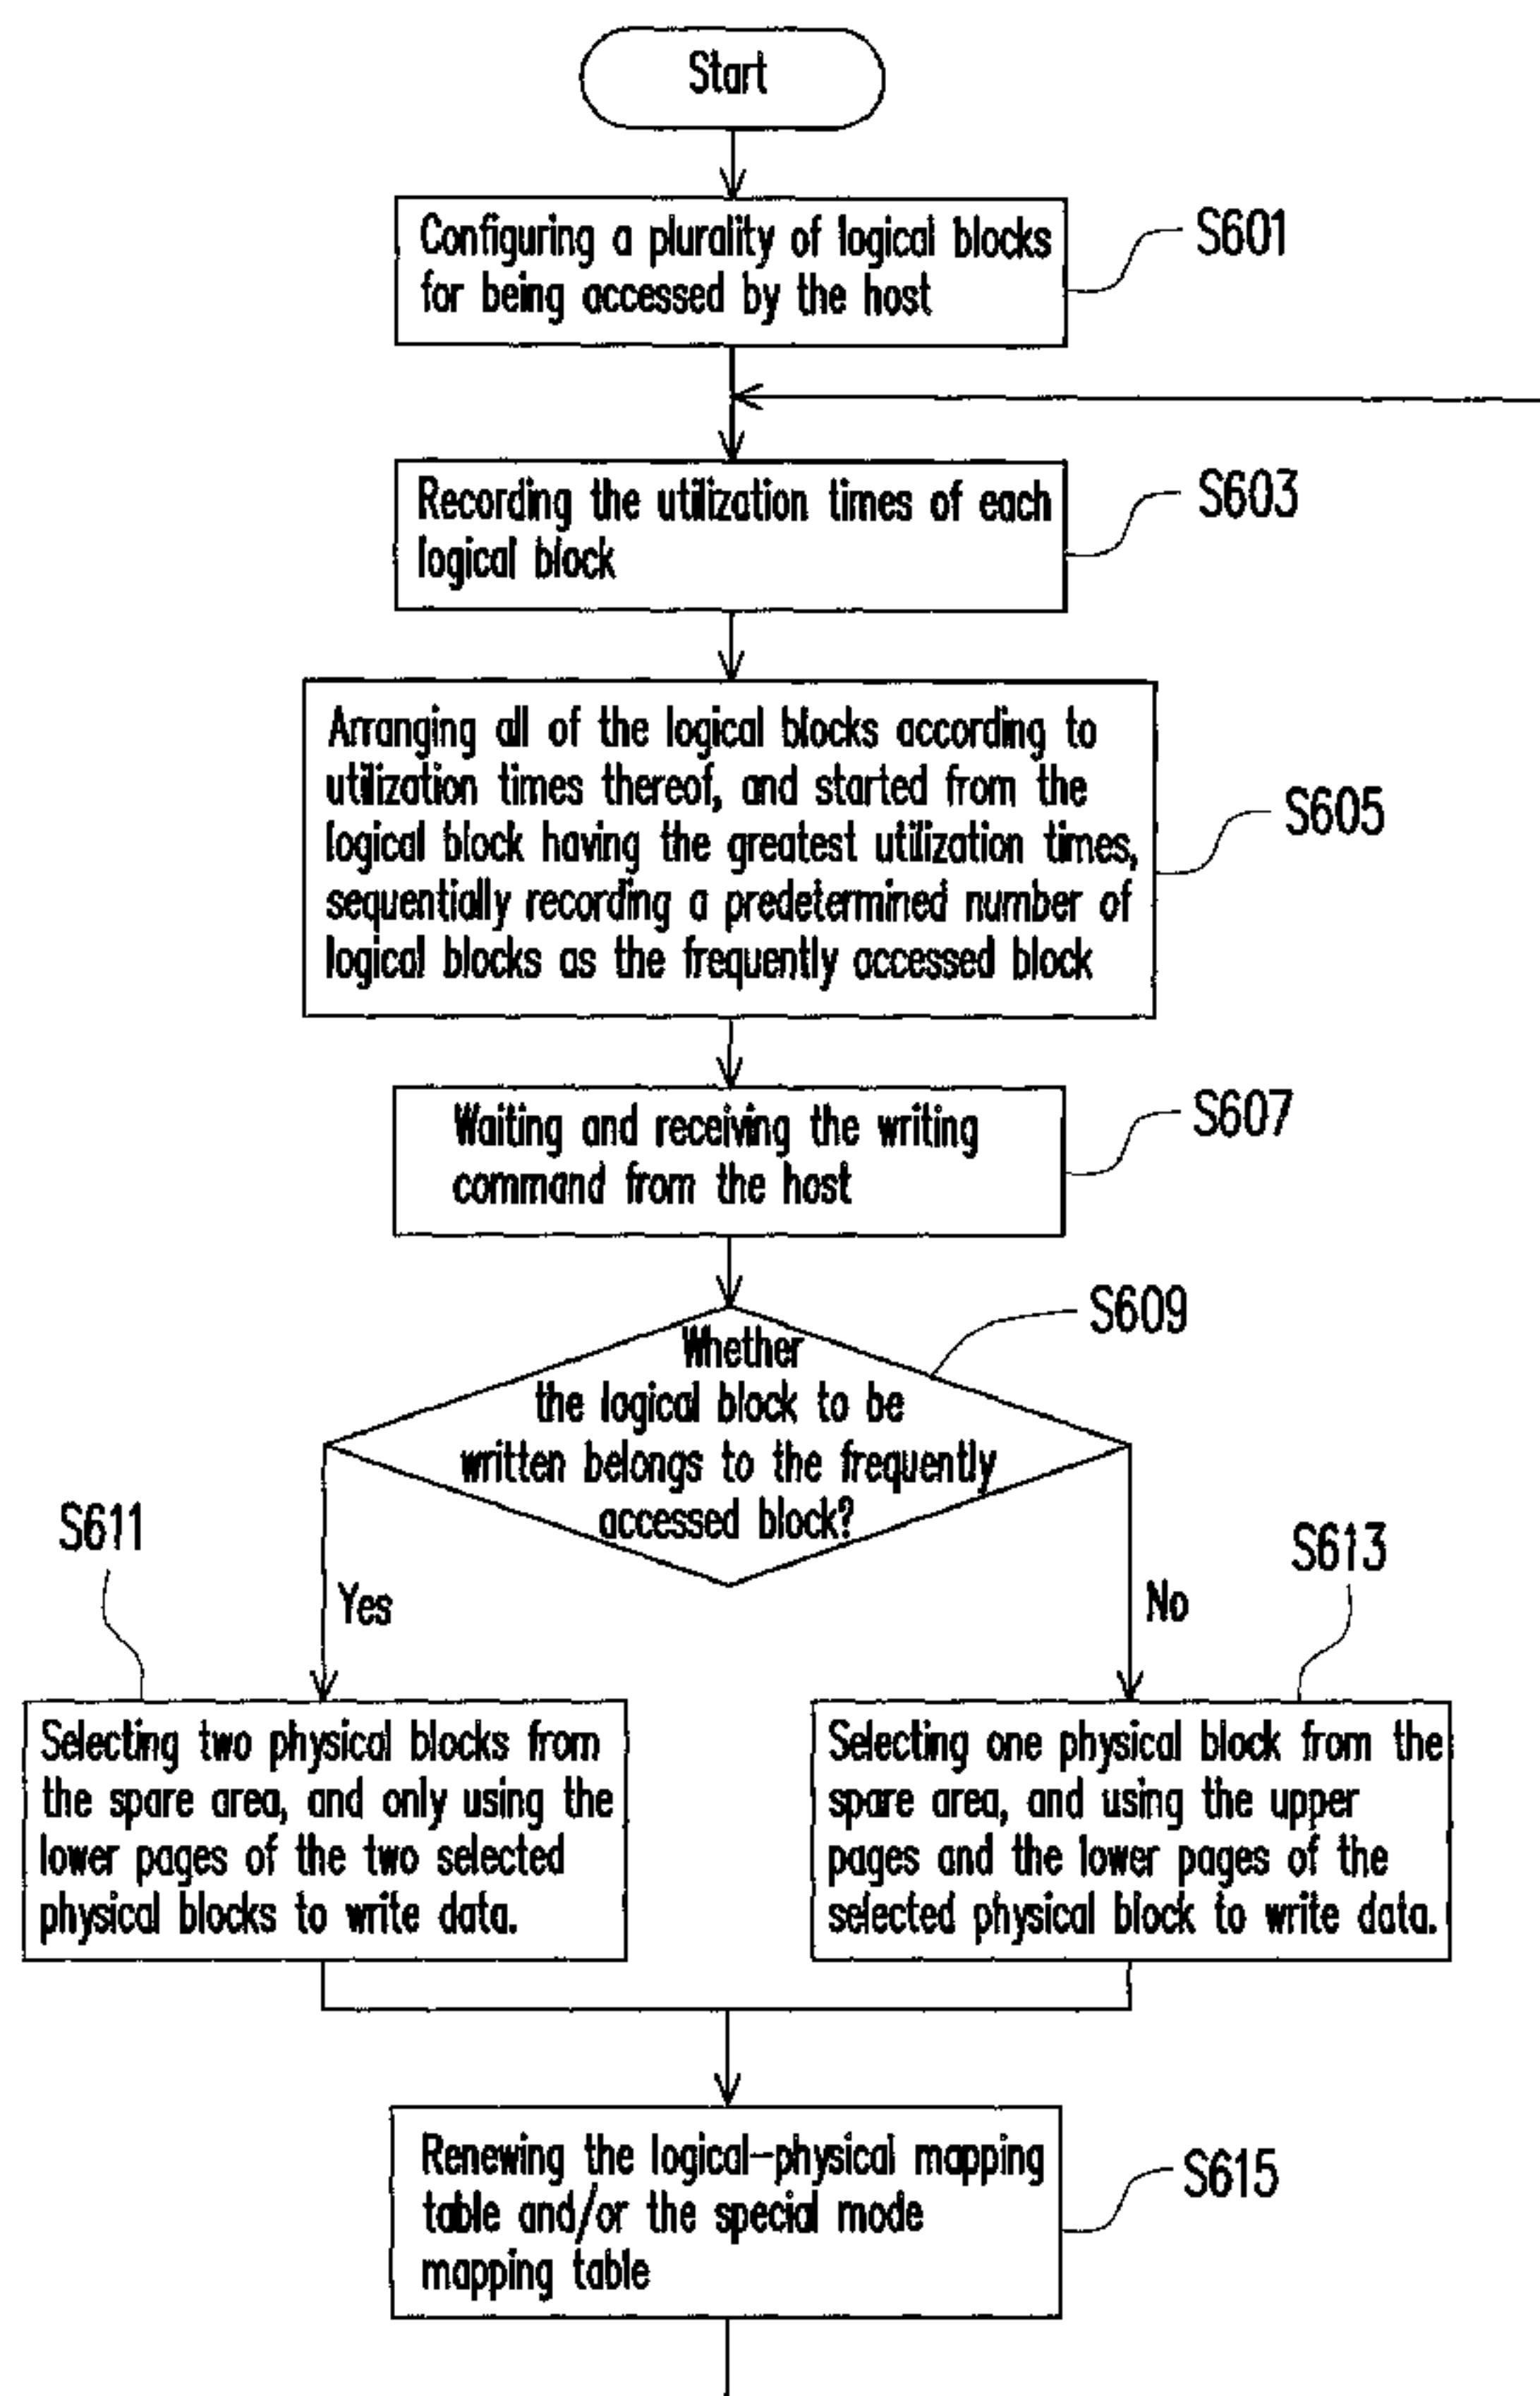 Start
Configuring a plurality of logical blocks
for being accessed by the host
S601
Recording the utilization times of each
logical block
S603
Arranging all of the logical blocks according to
utilization times thereof, and started from the
logical block having the greatest utilization times,
sequentially recording a predetermined number of
logical blocks as the frequently accessed block
S605
Waiting and receiving the writing
command from the host
S607
Whether
the logical block to be
written belongs to the frequently
accessed block?
S609
Yes
No
S611
Selecting two physical blocks from
the spare area, and only using the
lower pages of the two selected
physical blocks to write data.
S613
Selecting one physical block from the
spare area, and using the upper
pages and the lower pages of the
selected physical block to write data.
Renewing the logical-physical mapping
table and/or the special mode
mapping table
S615